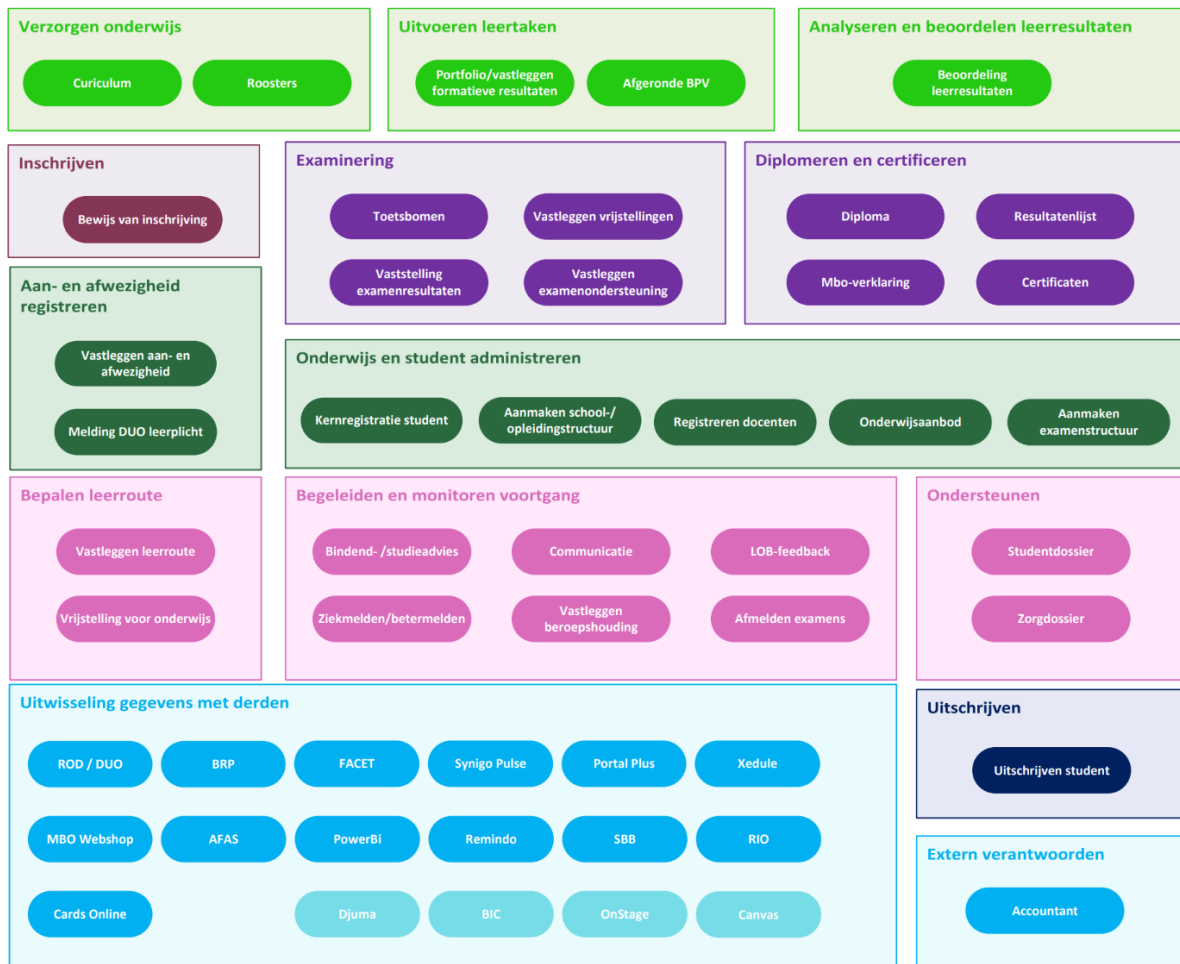 Verzorgen onderwijs
Curiculum
Roosters
Uitvoeren leertaken
Portfolio/vastleggen
formatieve resultaten
Afgeronde BPV
Analyseren en beoordelen leerresultaten
Beoordeling
leerresultaten
Inschrijven
Bewijs van inschrijving
Examinering
Toetsbomen
Vastleggen vrijstellingen
Vaststelling
examenresultaten
Vastleggen
examenondersteuning
Diplomeren en certificeren
Diploma
Resultatenlijst
Mbo-verklaring
Certificaten
Aan- en afwezigheid
registreren
Vastleggen aan- en
afwezigheid
Melding DUO leerplicht
Onderwijs en student administreren
Kernregistratie student
Aanmaken school-/
opleidingstructuur
Registreren docenten
Onderwijsaanbod
Aanmaken
examenstructuur
Bepalen leerroute
Vastleggen leerroute
Vrijstelling voor onderwijs
Begeleiden en monitoren voortgang
Bindend- /studieadvies
Communicatie
LOB-feedback
Ziekmelden/betermelden
Vastleggen
beroepshouding
Afmelden examens
Ondersteunen
Studentdossier
Zorgdossier
Uitwisseling gegevens met derden
ROD / DUO
BRP
FACET
Synigo Pulse
Portal Plus
Xedule
MBO Webshop
AFAS
PowerBi
Remindo
SBB
RIO
Cards Online
Djuma
BIC
OnStage
Canvas
Uitschrijven
Uitschrijven student
Extern verantwoorden
Accountant